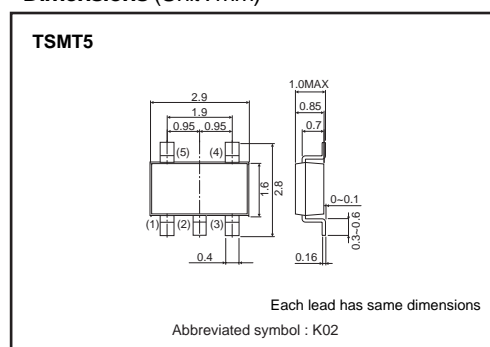 Dimensions (Unit : mm)
TSMT5
1.0MAX
2.9
1.9
0.85
0.95 0.95
0.7
(5) (4)
1.6
2.8
0~0.1
(1) (2) (3)
0.3~0.6
0.4
0.16
Each lead has same dimensions
Abbreviated symbol : K02